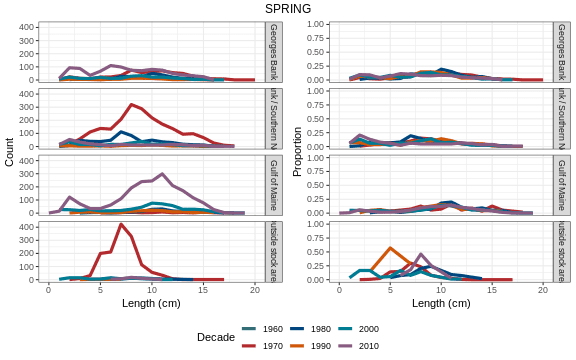 SPRING
Count
400
300
200
100
0
Georges Bank
400
300
200
100
0
nk / Southern N
400
300
200
100
0
Gulf of Maine
400
300
200
100
0
utside stock are
0 5 10 15 20
Length (cm)
Proportion
1.00
0.75
0.50
0.25
0.00
Georges Bank
1.00
0.75
0.50
0.25
0.00
nk / Southern N
1.00
0.75
0.50
0.25
0.00
Gulf of Maine
1.00
0.75
0.50
0.25
0.00
utside stock are
0 5 10 15 20
Length (cm)
Decade
1960 1980 2000
1970 1990 2010